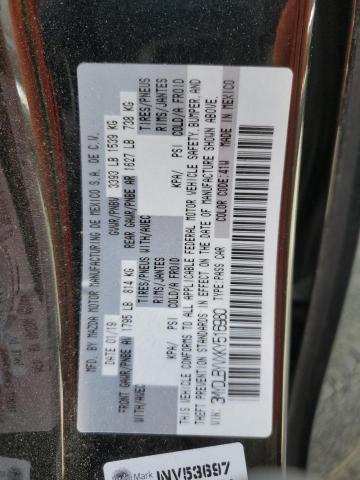 MFD. BY MAZDA MOTOR MANUFACTURING DE MEXICO S.A. DE C.V.
DATE 01/19 GVWR/PNBV 3393 LB 1539 KG
FRONT GAWR/PNBE AV 1795 LB 814 KG REAR GAWR/PNBE AR 1627 LB 738 KG
WITH/AVEC TIRES/PNEUS WITH/AVEC TIRES/PNEUS
RIMS/JANTES RIMS/JANTES
KPA/ PSI COLD/A FROID KPA/ PSI COLD/A FROID
THIS VEHICLE CONFORMS TO ALL APPLICABLE FEDERAL MOTOR VEHICLE SAFETY, BUMPER, AND
THEFT PREVENTION STANDARDS IN EFFECT ON THE DATE OF MANUFACTURE SHOWN ABOVE.
VIN: TYPE:PASS CAR COLOR CODE:41W MADE IN MEXICO
Mark